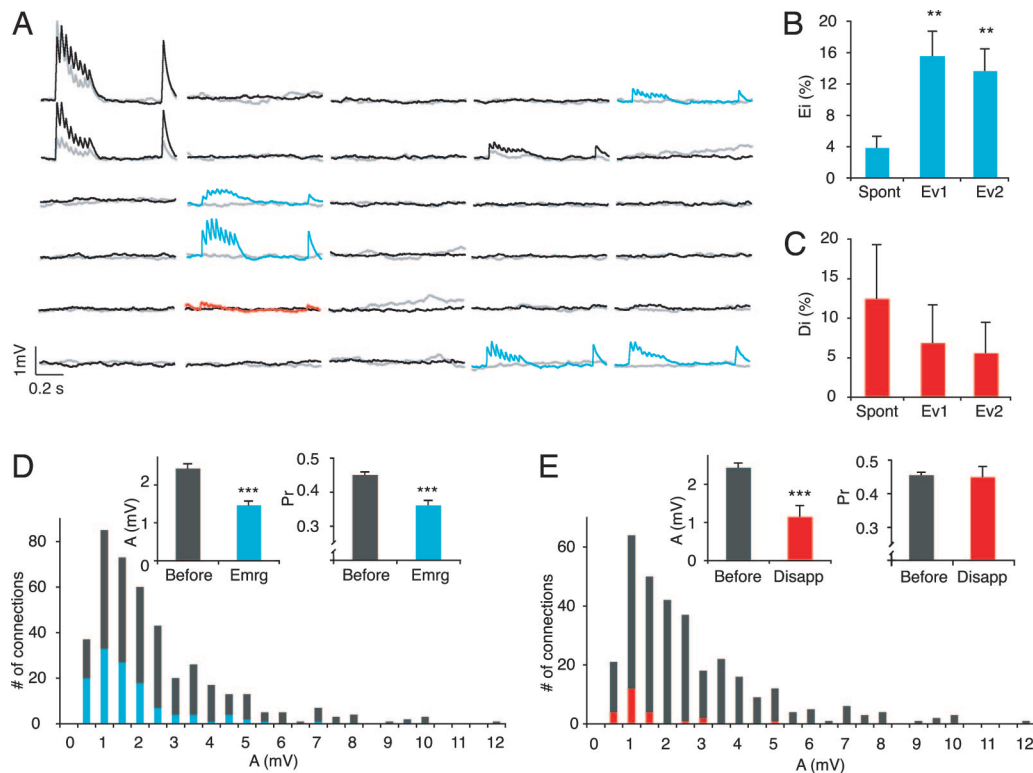 A
1mV
0.2 s
B
Ei (%)
20
16
12
8
4
0
**
**
Spont Ev1 Ev2
C
Di (%)
20
15
10
5
0
Spont Ev1 Ev2
D
# of connections
80
60
40
20
0
0 1 2 3 4 5 6 7 8 9 10 11 12
A (mV)
A (mV)
2
1
0
***
Before Emrg
Pr
0.5
0.4
0.3
***
Before Emrg
E
# of connections
60
40
20
0
0 1 2 3 4 5 6 7 8 9 10 11 12
A (mV)
A (mV)
2
1
0
***
Before Disapp
Pr
0.5
0.4
0.3
Before Disapp